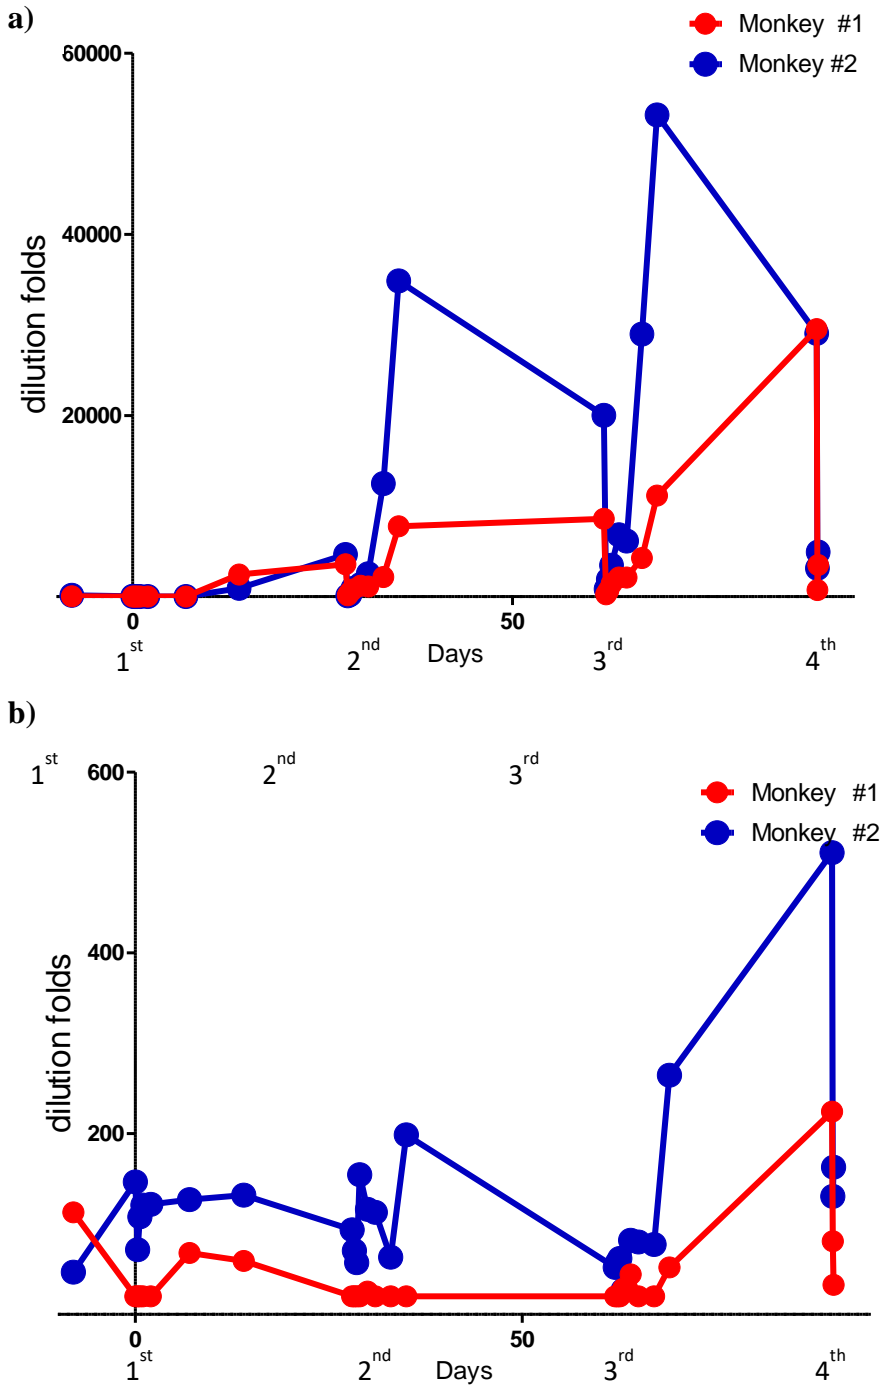 a)
Monkey #1
Monkey #2
60000
40000
20000
dilution folds
0 50
1st 2nd Days 3rd 4th
b)
1st 2nd 3rd
600
Monkey #1
Monkey #2
400
200
dilution folds
0 50
1st 2nd Days 3rd 4th